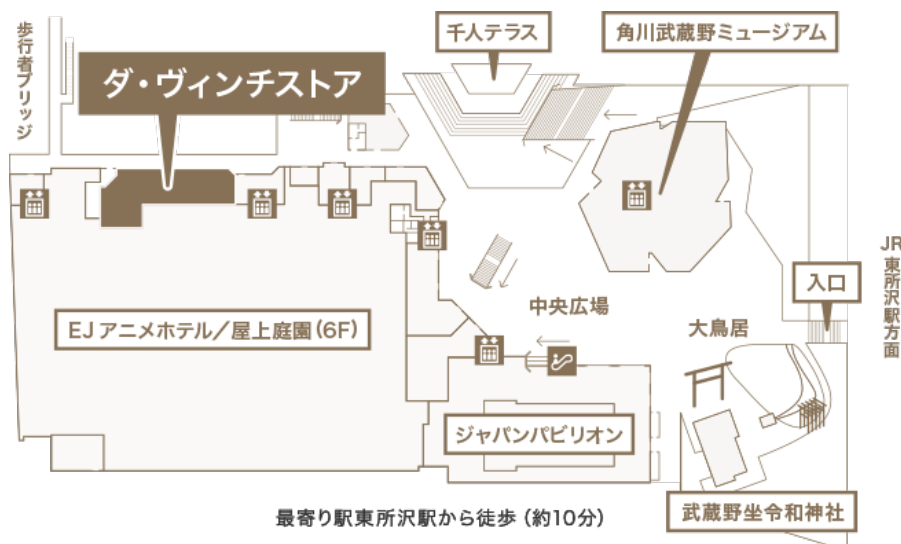 歩行者ブリッジ
千人テラス
角川武蔵野ミュージアム
ダ・ヴィンチストア
JR東所沢駅方面
入口
中央広場
大鳥居
EJアニメホテル/屋上庭園(6F)
ジャパンパビリオン
武蔵野坐令和神社
最寄り駅東所沢駅から徒歩(約10分)